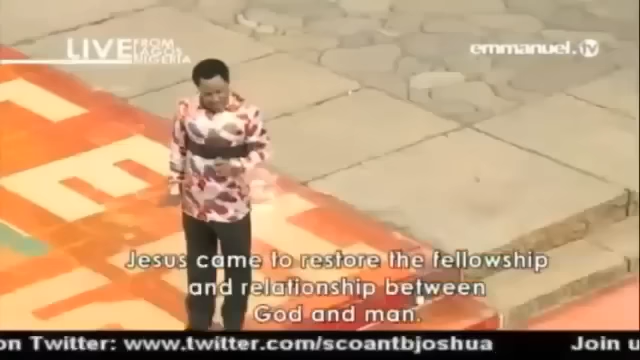 LIVE FROM LAGOS NIGERIA
emmanuel.tv
Jesus came to restore the fellowship
and relationship between
God and man.
on Twitter: www.twitter.com/scoantbjoshua
Join u